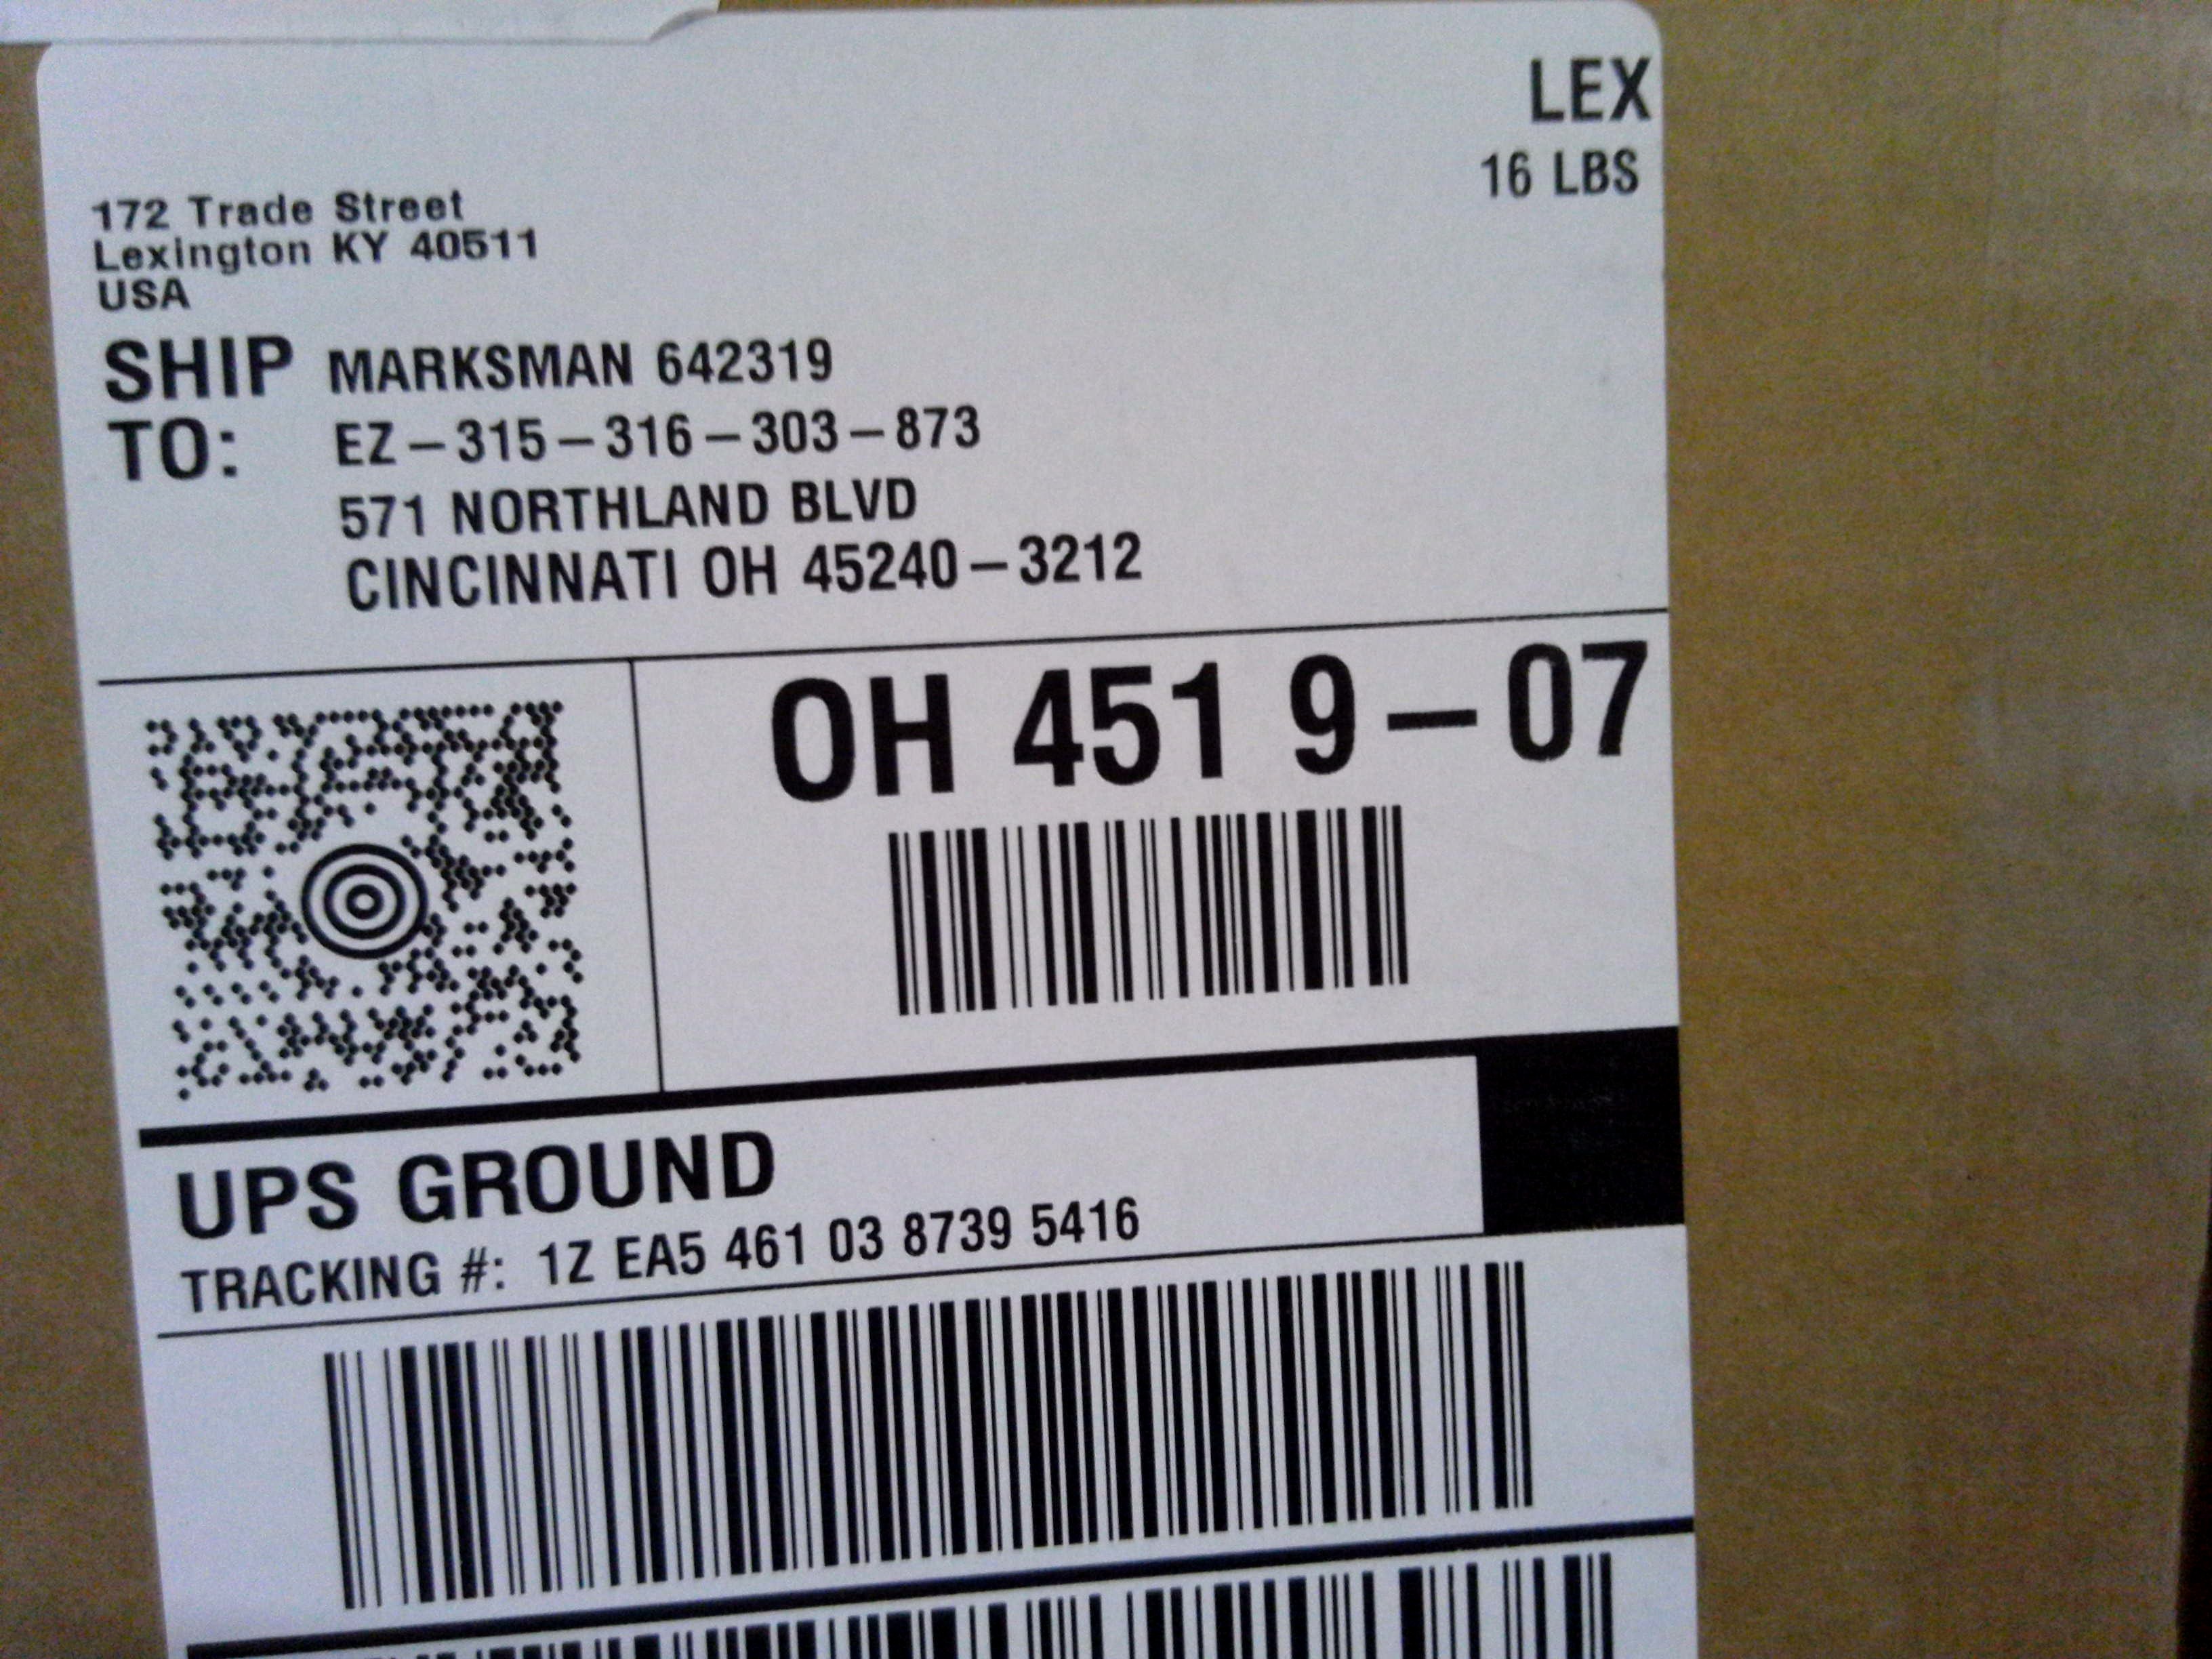 LEX
16 LBS
172 Trade Street
Lexington KY 40511
USA
SHIP TO: MARKSMAN 642319
EZ-315-316-303-873
571 NORTHLAND BLVD
CINCINNATI OH 45240-3212
OH 451 9-07
UPS GROUND
TRACKING #: 1Z EA5 461 03 8739 5416